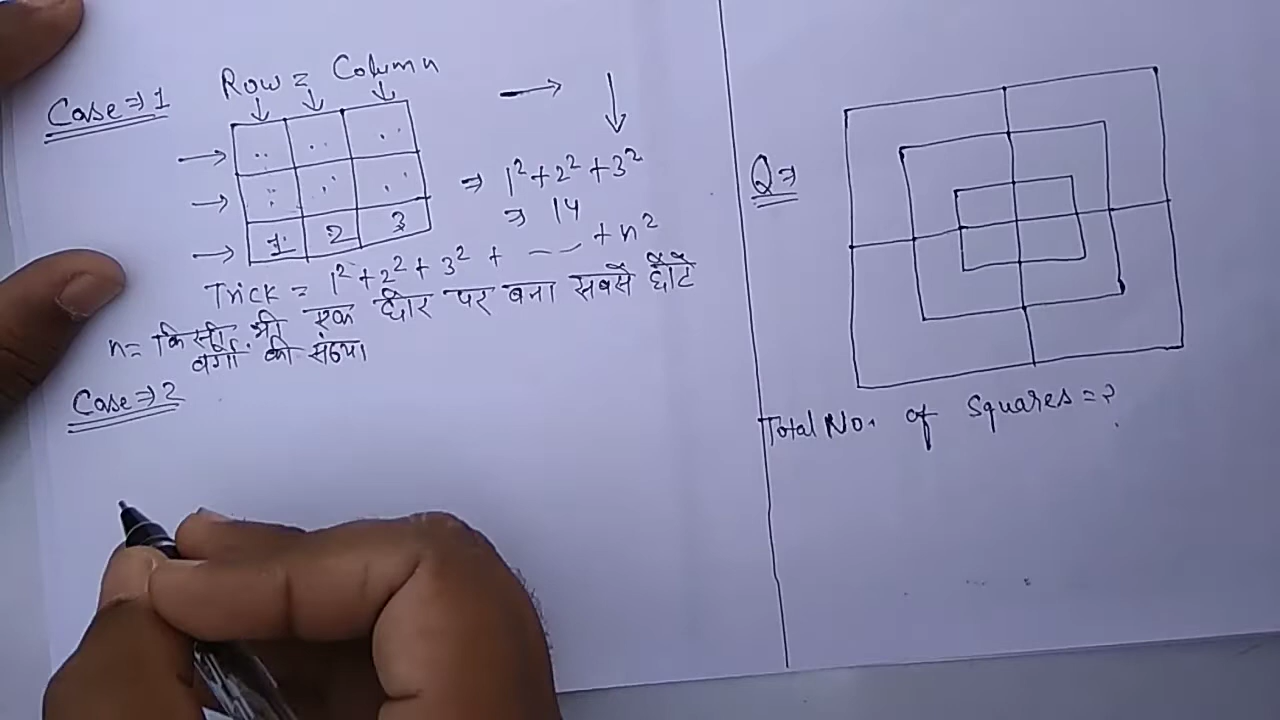 Case ⇒ 1
Row = Column
1 2 3
⇒ 1² + 2² + 3²
⇒ 14
Trick = 1² + 2² + 3² + ---- + n²
n = किसी भी एक छोर पर बना सबसे छोटे
वर्गों की संख्या
Case ⇒ 2
Q ⇒
Total No. of Squares = ?